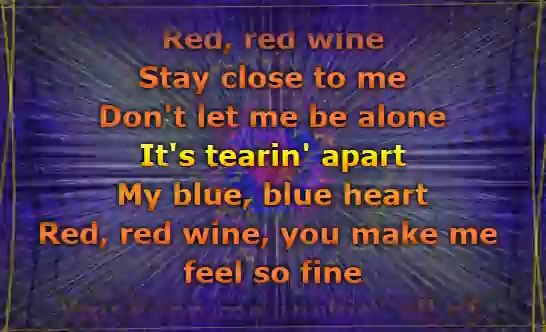 Red, red wine
Stay close to me
Don't let me be alone
It's tearin' apart
My blue, blue heart
Red, red wine, you make me
feel so fine